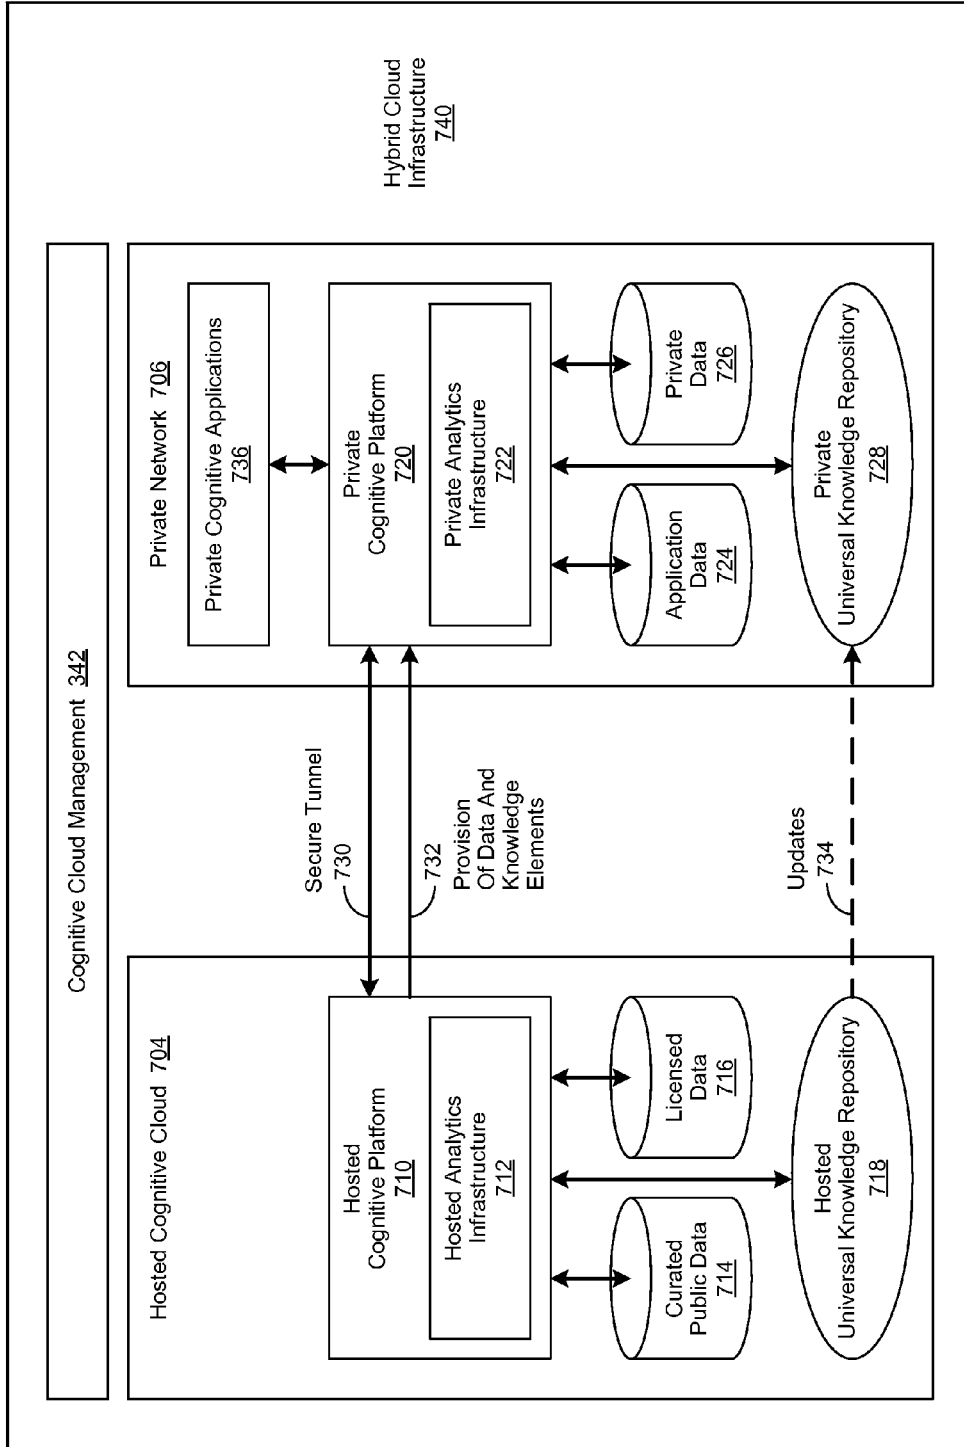 Cognitive Cloud Management 342
Hosted Cognitive Cloud 704
Hosted
Cognitive Platform
710
Hosted Analytics
Infrastructure
712
Curated
Public Data
714
Licensed
Data
716
Hosted
Universal Knowledge Repository
718
Secure Tunnel
730
732
Provision
Of Data And
Knowledge
Elements
Updates
734
Private Network 706
Private Cognitive Applications
736
Private
Cognitive Platform
720
Private Analytics
Infrastructure
722
Application
Data
724
Private
Data
726
Private
Universal Knowledge Repository
728
Hybrid Cloud
Infrastructure
740